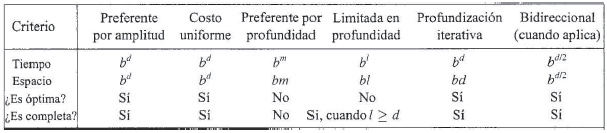 Criterio Preferente por amplitud Costo uniforme Preferente por profundidad Limitada en profundidad Profundización iterativa Bidireccional (cuando aplica)
Tiempo b^d b^d b^m b^l b^d b^{d/2}
Espacio b^d b^d bm bl bd b^{d/2}
¿Es óptima? Sí Sí No No Sí Sí
¿Es completa? Sí Sí No Si, cuando l ≥ d Sí Sí